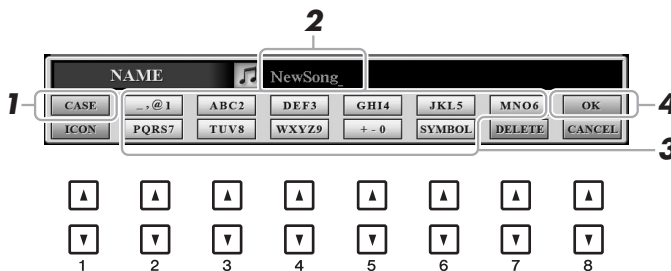 2
NAME NewSong_
1 CASE _,@1 ABC2 DEF3 GHI4 JKL5 MNO6 OK 4
ICON PQRS7 TUV8 WXYZ9 + - 0 SYMBOL DELETE CANCEL
3
1 2 3 4 5 6 7 8